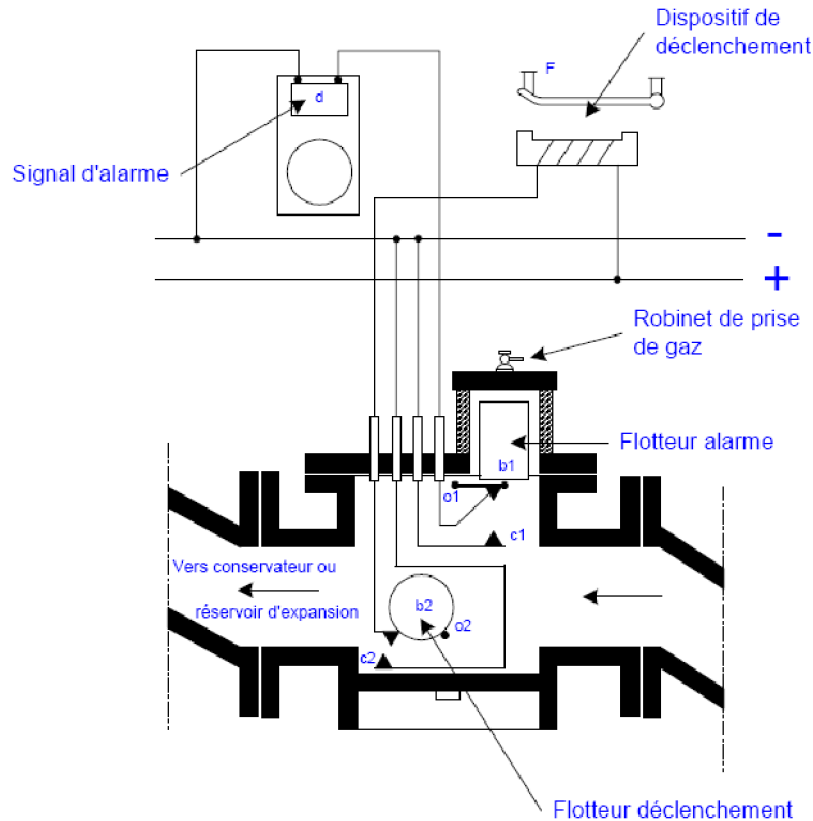 Dispositif de
déclenchement
F
d
Signal d'alarme
-
+
Robinet de prise
de gaz
Flotteur alarme
b1
o1
c1
Vers conservateur ou
réservoir d'expansion
b2
o2
c2
Flotteur déclenchement